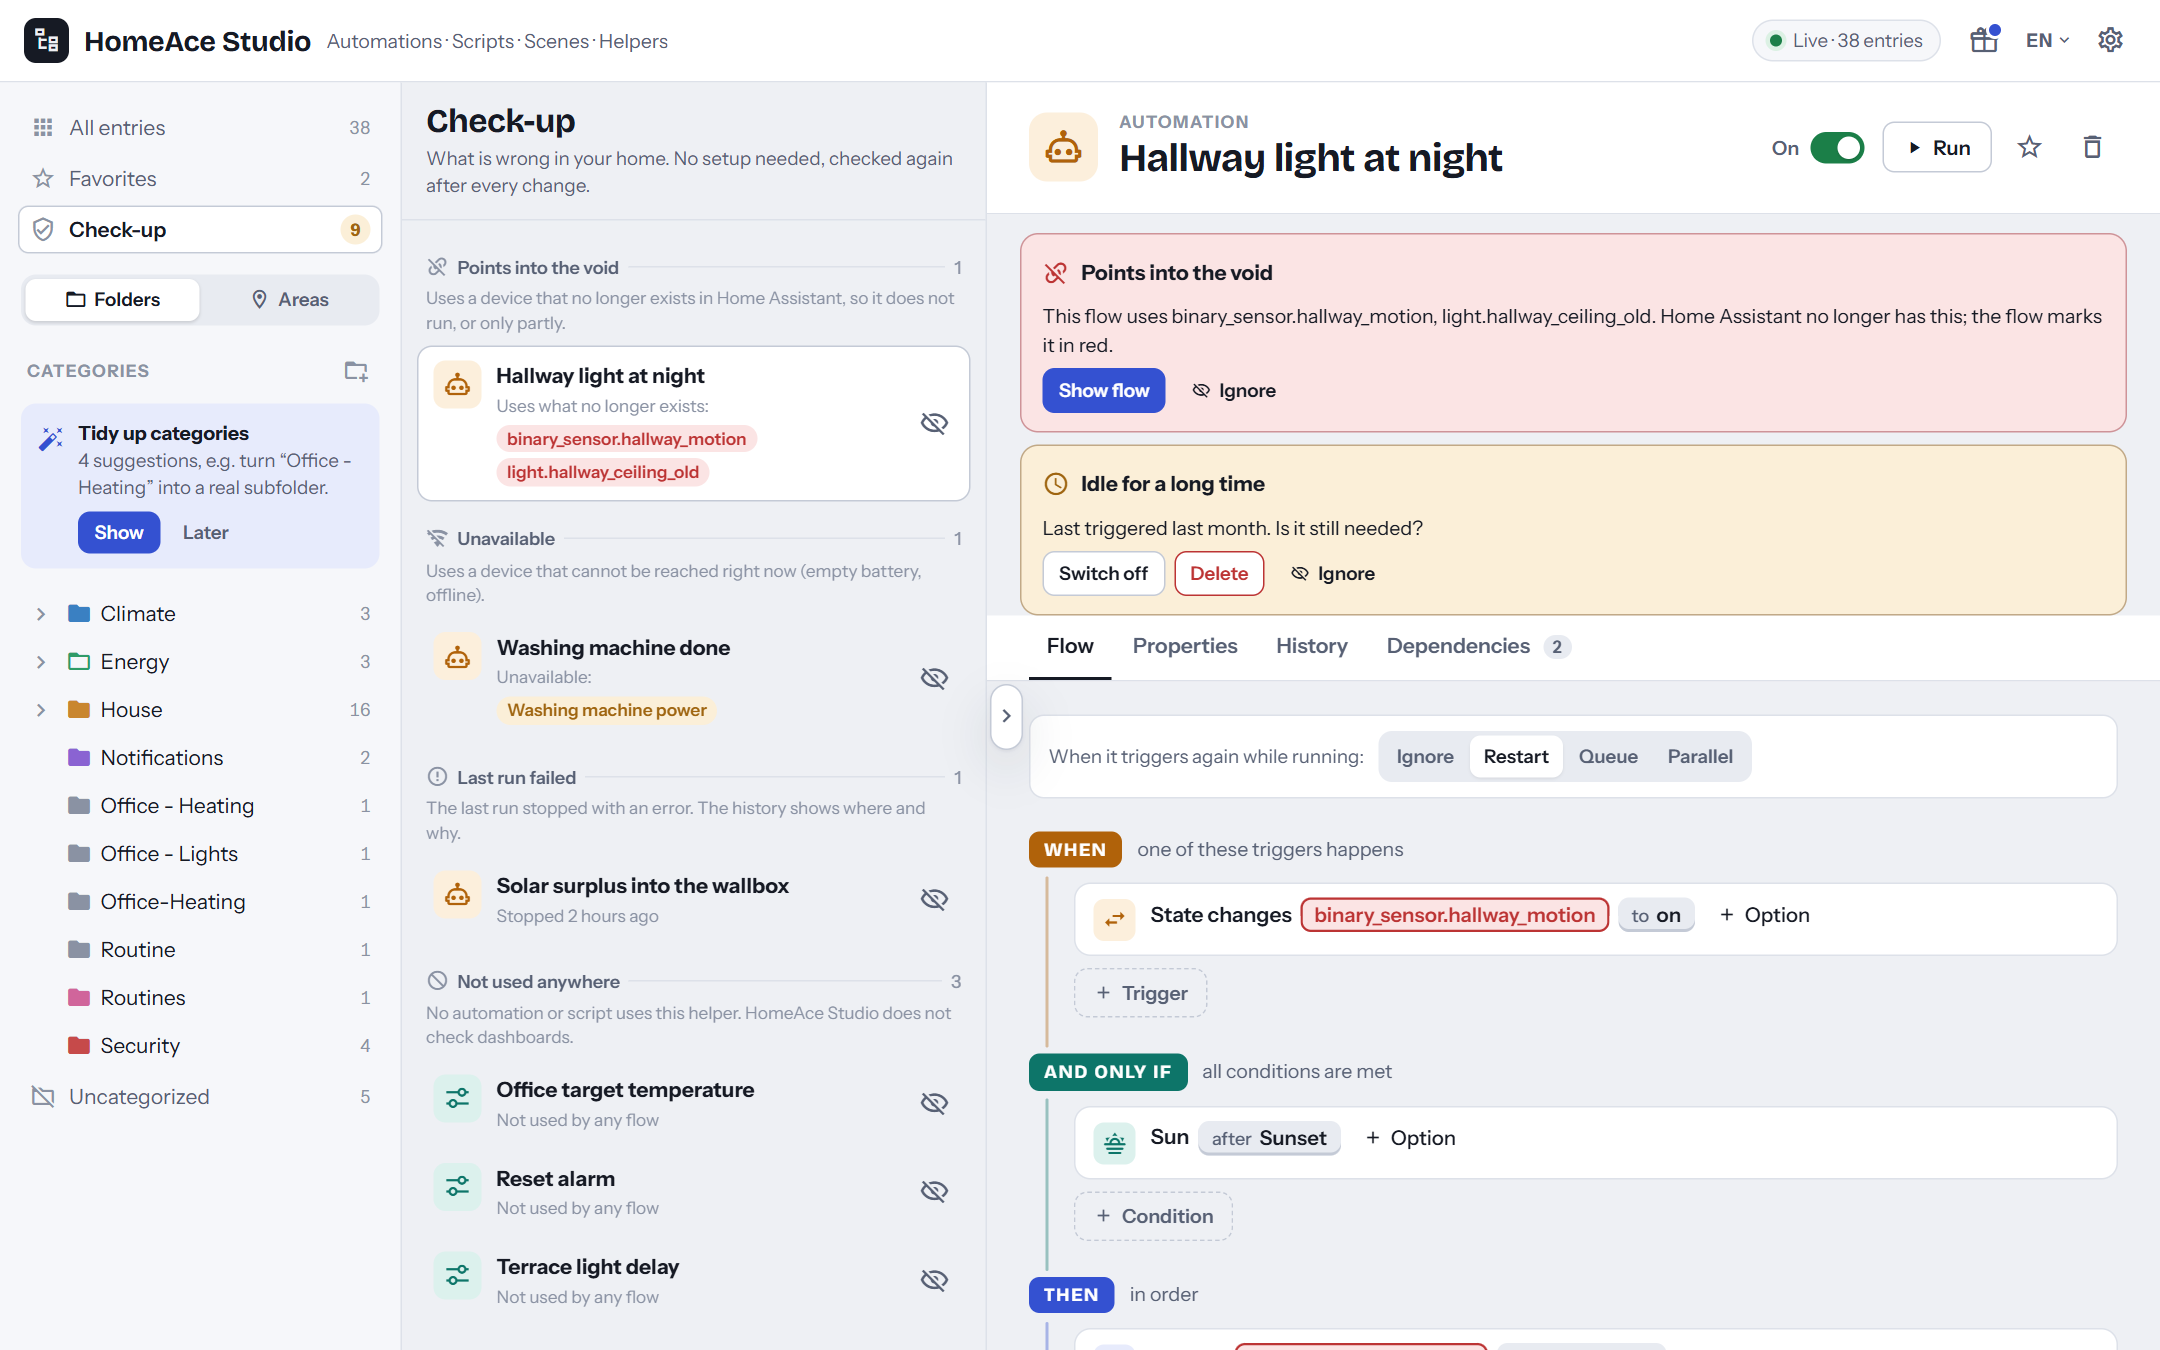 HomeAce Studio Automations · Scripts · Scenes · Helpers
Live · 38 entries
EN
All entries 38
Favorites 2
Check-up 9
Folders Areas
CATEGORIES
Tidy up categories
4 suggestions, e.g. turn “Office -
Heating” into a real subfolder.
Show Later
Climate 3
Energy 3
House 16
Notifications 2
Office - Heating 1
Office - Lights 1
Office-Heating 1
Routine 1
Routines 1
Security 4
Uncategorized 5
Check-up
What is wrong in your home. No setup needed, checked again
after every change.
Points into the void 1
Uses a device that no longer exists in Home Assistant, so it does not
run, or only partly.
Hallway light at night
Uses what no longer exists:
binary_sensor.hallway_motion
light.hallway_ceiling_old
Unavailable 1
Uses a device that cannot be reached right now (empty battery,
offline).
Washing machine done
Unavailable:
Washing machine power
Last run failed 1
The last run stopped with an error. The history shows where and
why.
Solar surplus into the wallbox
Stopped 2 hours ago
Not used anywhere 3
No automation or script uses this helper. HomeAce Studio does not
check dashboards.
Office target temperature
Not used by any flow
Reset alarm
Not used by any flow
Terrace light delay
Not used by any flow
AUTOMATION
Hallway light at night
On Run
Points into the void
This flow uses binary_sensor.hallway_motion, light.hallway_ceiling_old. Home Assistant no longer has this; the flow marks
it in red.
Show flow Ignore
Idle for a long time
Last triggered last month. Is it still needed?
Switch off Delete Ignore
Flow Properties History Dependencies 2
When it triggers again while running: Ignore Restart Queue Parallel
WHEN one of these triggers happens
State changes binary_sensor.hallway_motion to on + Option
+ Trigger
AND ONLY IF all conditions are met
Sun after Sunset + Option
+ Condition
THEN in order